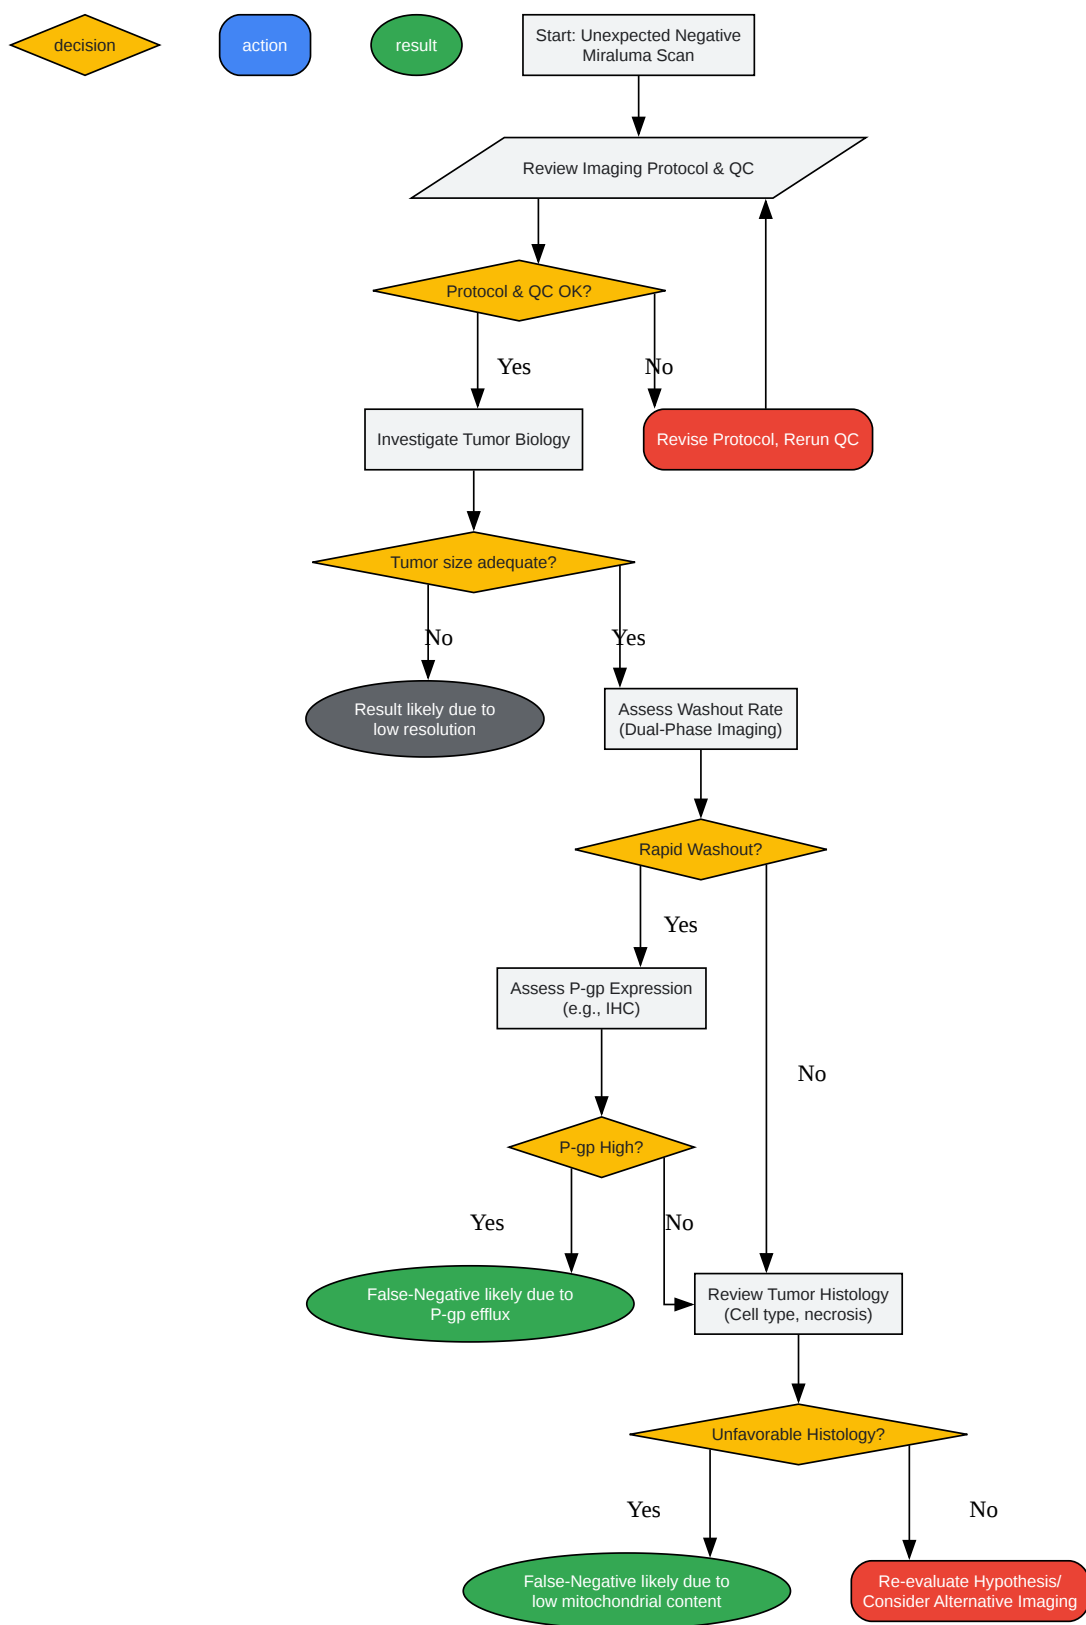 decision
action
result
Start: Unexpected Negative
Miraluma Scan
Review Imaging Protocol & QC
Protocol & QC OK?
Yes
No
Investigate Tumor Biology
Revise Protocol, Rerun QC
Tumor size adequate?
No
Yes
Result likely due to
low resolution
Assess Washout Rate
(Dual-Phase Imaging)
Rapid Washout?
Yes
Assess P-gp Expression
(e.g., IHC)
No
P-gp High?
Yes
No
False-Negative likely due to
P-gp efflux
Review Tumor Histology
(Cell type, necrosis)
Unfavorable Histology?
Yes
No
False-Negative likely due to
low mitochondrial content
Re-evaluate Hypothesis/
Consider Alternative Imaging